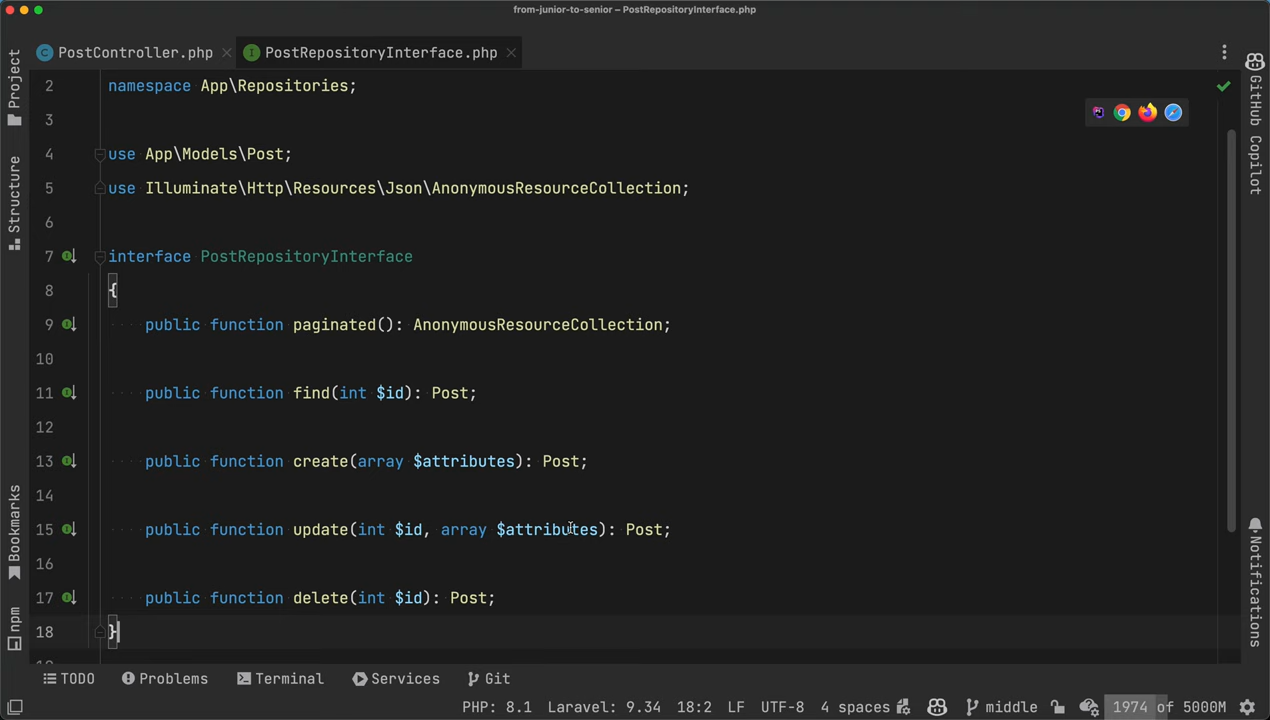 from-junior-to-senior – PostRepositoryInterface.php
PostController.php
PostRepositoryInterface.php
Project
Structure
Bookmarks
npm
GitHub Copilot
Notifications
2 namespace App\Repositories;
3
4 use App\Models\Post;
5 use Illuminate\Http\Resources\Json\AnonymousResourceCollection;
6
7 interface PostRepositoryInterface
8 {
9 public function paginated(): AnonymousResourceCollection;
10
11 public function find(int $id): Post;
12
13 public function create(array $attributes): Post;
14
15 public function update(int $id, array $attributes): Post;
16
17 public function delete(int $id): Post;
18 }
TODO Problems Terminal Services Git
PHP: 8.1 Laravel: 9.34 18:2 LF UTF-8 4 spaces middle 1974 of 5000M